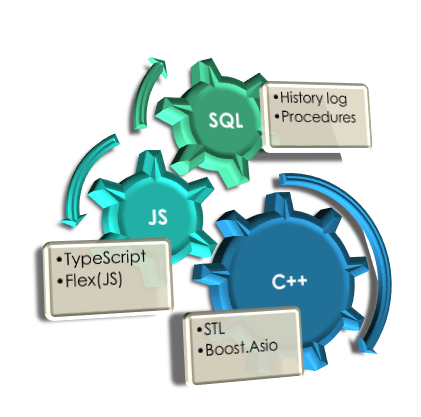 SQL
•History log
•Procedures
JS
•TypeScript
•Flex(JS)
C++
•STL
•Boost.Asio